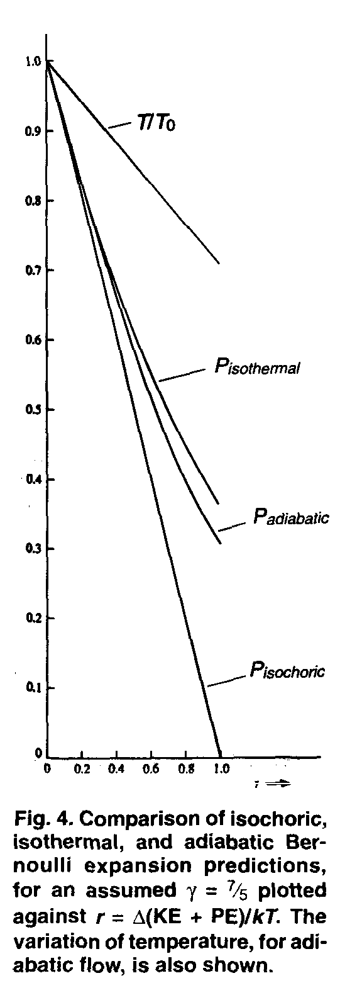 1.0
T/T0
0.9
0.8
0.7
0.6
Pisothermal
0.5
0.4
Padiabatic
0.3
0.2
Pisochoric
0.1
0
0 0.2 0.4 0.6 0.8 1.0
r ⇒
Fig. 4. Comparison of isochoric,
isothermal, and adiabatic Ber-
noulli expansion predictions,
for an assumed γ = 7/5 plotted
against r = Δ(KE + PE)/kT. The
variation of temperature, for adi-
abatic flow, is also shown.